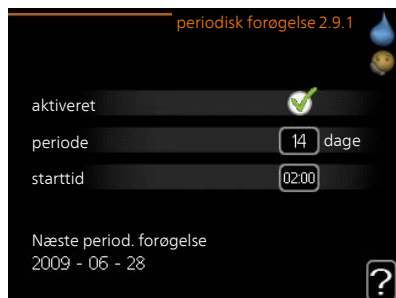 periodisk forøgelse 2.9.1
aktiveret
periode 14 dage
starttid 02:00
Næste period. forøgelse
2009 - 06 - 28
?